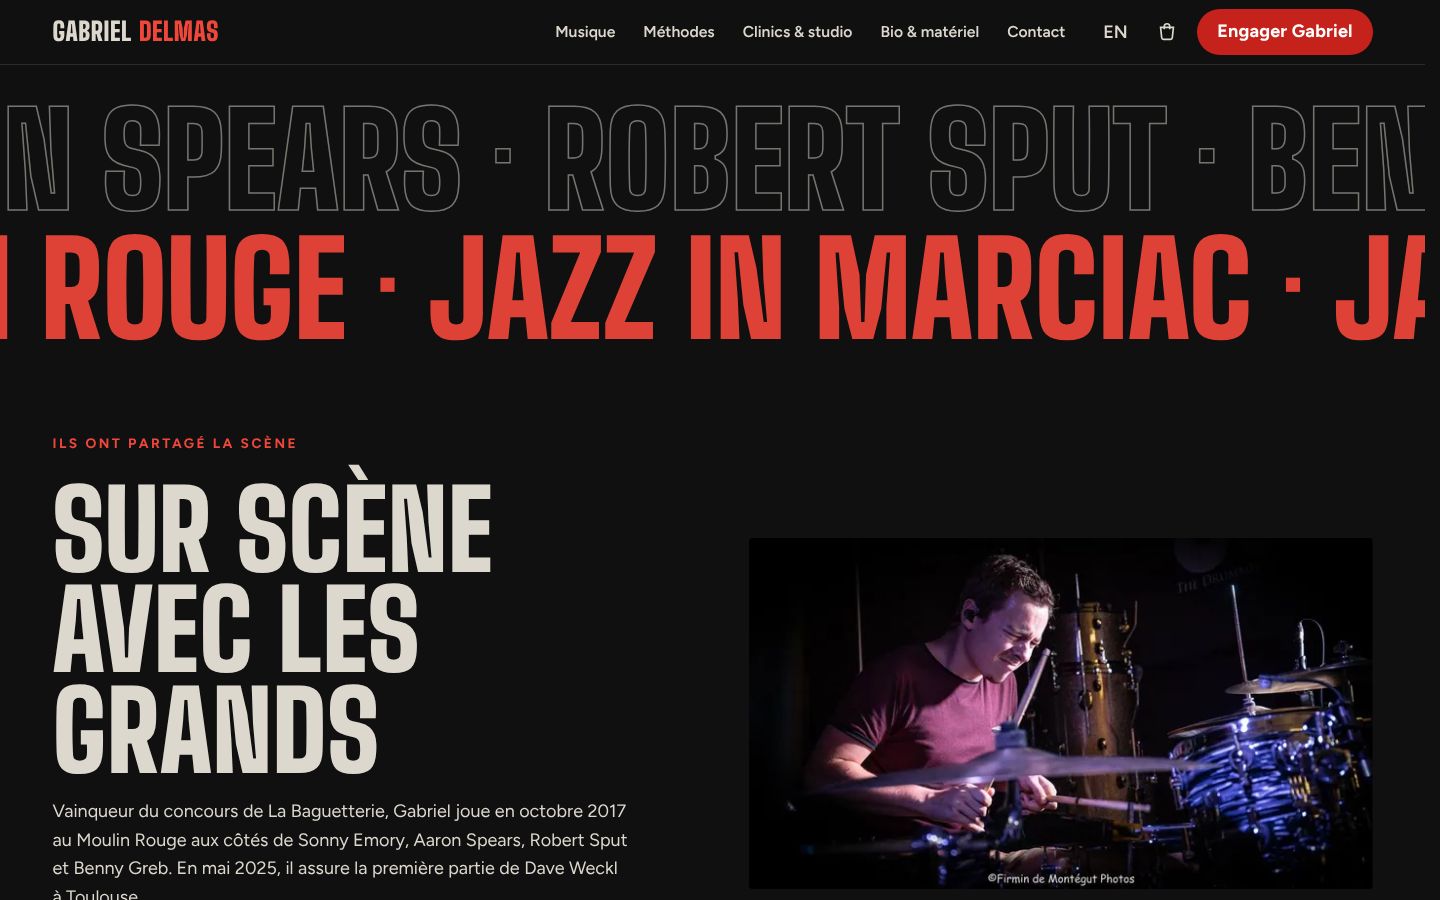 GABRIEL DELMAS
Musique Méthodes Clinics & studio Bio & matériel Contact EN Engager Gabriel
N SPEARS · ROBERT SPUT · BEN
ROUGE · JAZZ IN MARCIAC · JA
ILS ONT PARTAGÉ LA SCÈNE
SUR SCÈNE
AVEC LES
GRANDS
Vainqueur du concours de La Baguetterie, Gabriel joue en octobre 2017
au Moulin Rouge aux côtés de Sonny Emory, Aaron Spears, Robert Sput
et Benny Greb. En mai 2025, il assure la première partie de Dave Weckl
à Toulouse
©Firmin de Montégut Photos